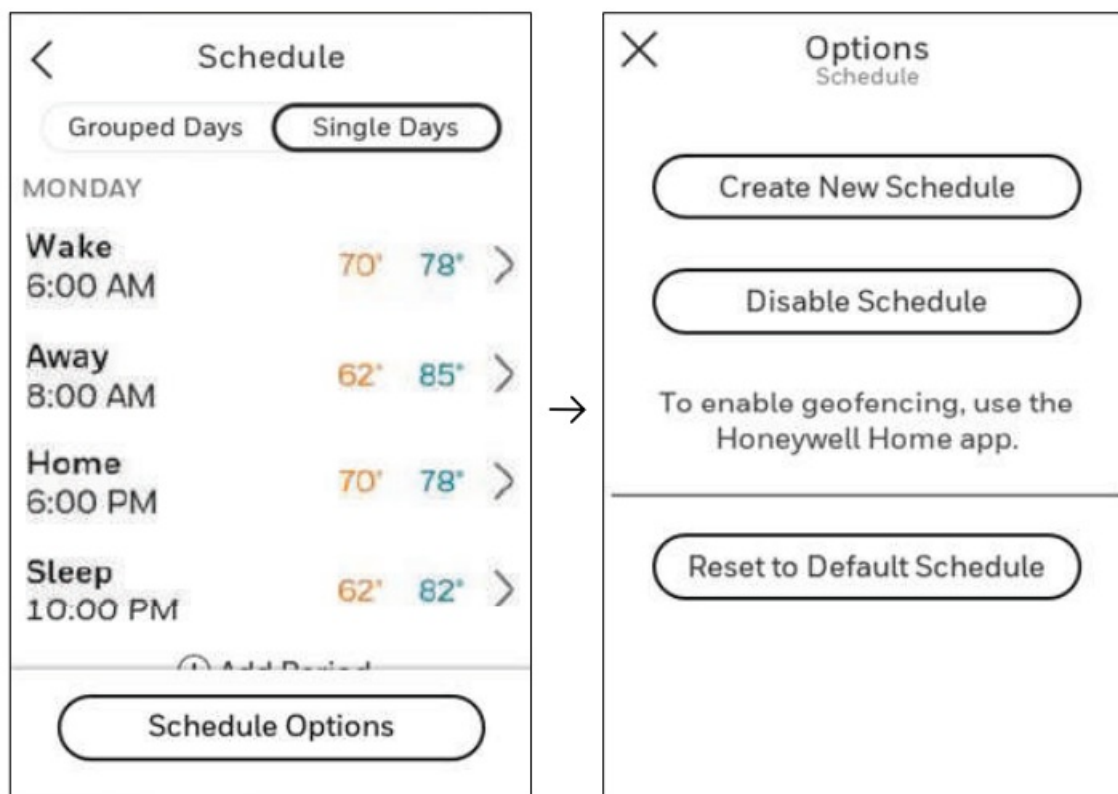 Schedule
Grouped Days Single Days
MONDAY
Wake
6:00 AM 70° 78°
Away
8:00 AM 62° 85°
Home
6:00 PM 70° 78°
Sleep
10:00 PM 62° 82°
Add Period
Schedule Options
Options
Schedule
Create New Schedule
Disable Schedule
To enable geofencing, use the
Honeywell Home app.
Reset to Default Schedule